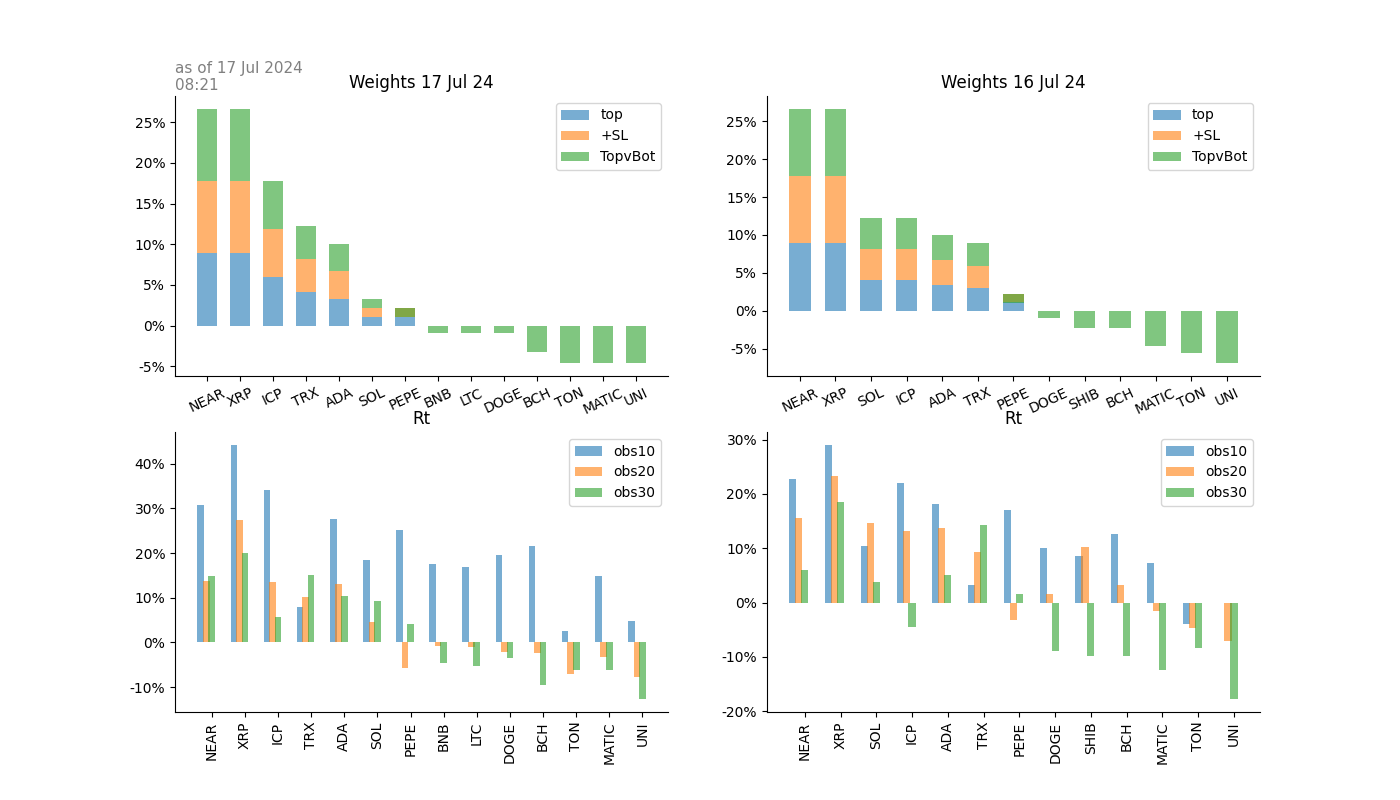 as of 17 Jul 2024
08:21
Weights 17 Jul 24
25%
20%
15%
10%
5%
0%
-5%
top
+SL
TopvBot
NEAR XRP ICP TRX ADA SOL PEPE BNB LTC DOGE BCH TON MATIC UNI
Weights 16 Jul 24
25%
20%
15%
10%
5%
0%
-5%
top
+SL
TopvBot
NEAR XRP SOL ICP ADA TRX PEPE DOGE SHIB BCH MATIC TON UNI
Rt
40%
30%
20%
10%
0%
-10%
obs10
obs20
obs30
NEAR XRP ICP TRX ADA SOL PEPE BNB LTC DOGE BCH TON MATIC UNI
Rt
30%
20%
10%
0%
-10%
-20%
obs10
obs20
obs30
NEAR XRP SOL ICP ADA TRX PEPE DOGE SHIB BCH MATIC TON UNI